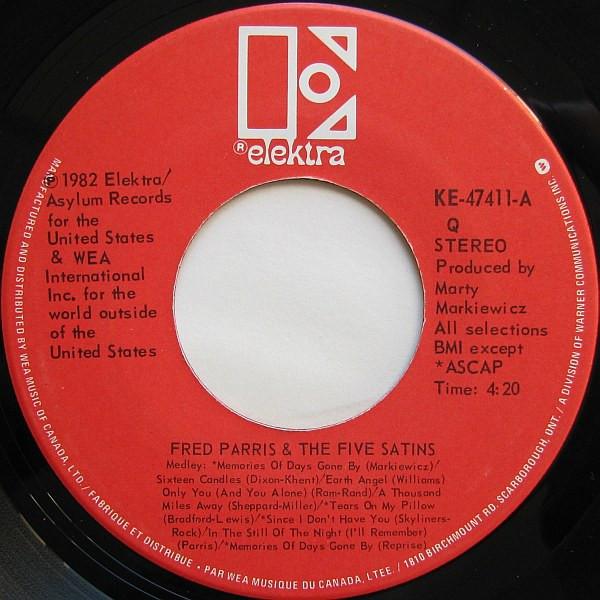 ® elektra
℗ 1982 Elektra/
Asylum Records
for the
United States
& WEA
International
Inc. for the
world outside
of the
United States
KE-47411-A
Q
STEREO
Produced by
Marty
Markiewicz
All selections
BMI except
*ASCAP
Time: 4:20
FRED PARRIS & THE FIVE SATINS
Medley: *Memories Of Days Gone By (Markiewicz)/
Sixteen Candles (Dixon-Khent)/Earth Angel (Williams)
Only You (And You Alone) (Ram-Rand)/A Thousand
Miles Away (Sheppard-Miller)/*Tears On My Pillow
(Bradford-Lewis)/*Since I Don't Have You (Skyliners-
Rock)/In The Still Of The Night (I'll Remember)
(Parris)/*Memories Of Days Gone By (Reprise)
MANUFACTURED AND DISTRIBUTED BY WEA MUSIC OF CANADA, LTD./ FABRIQUE ET DISTRIBUE • PAR WEA MUSIQUE DU CANADA, LTEE. / 1810 BIRCHMOUNT RD. SCARBOROUGH, ONT. / A DIVISION OF WARNER COMMUNICATIONS INC.